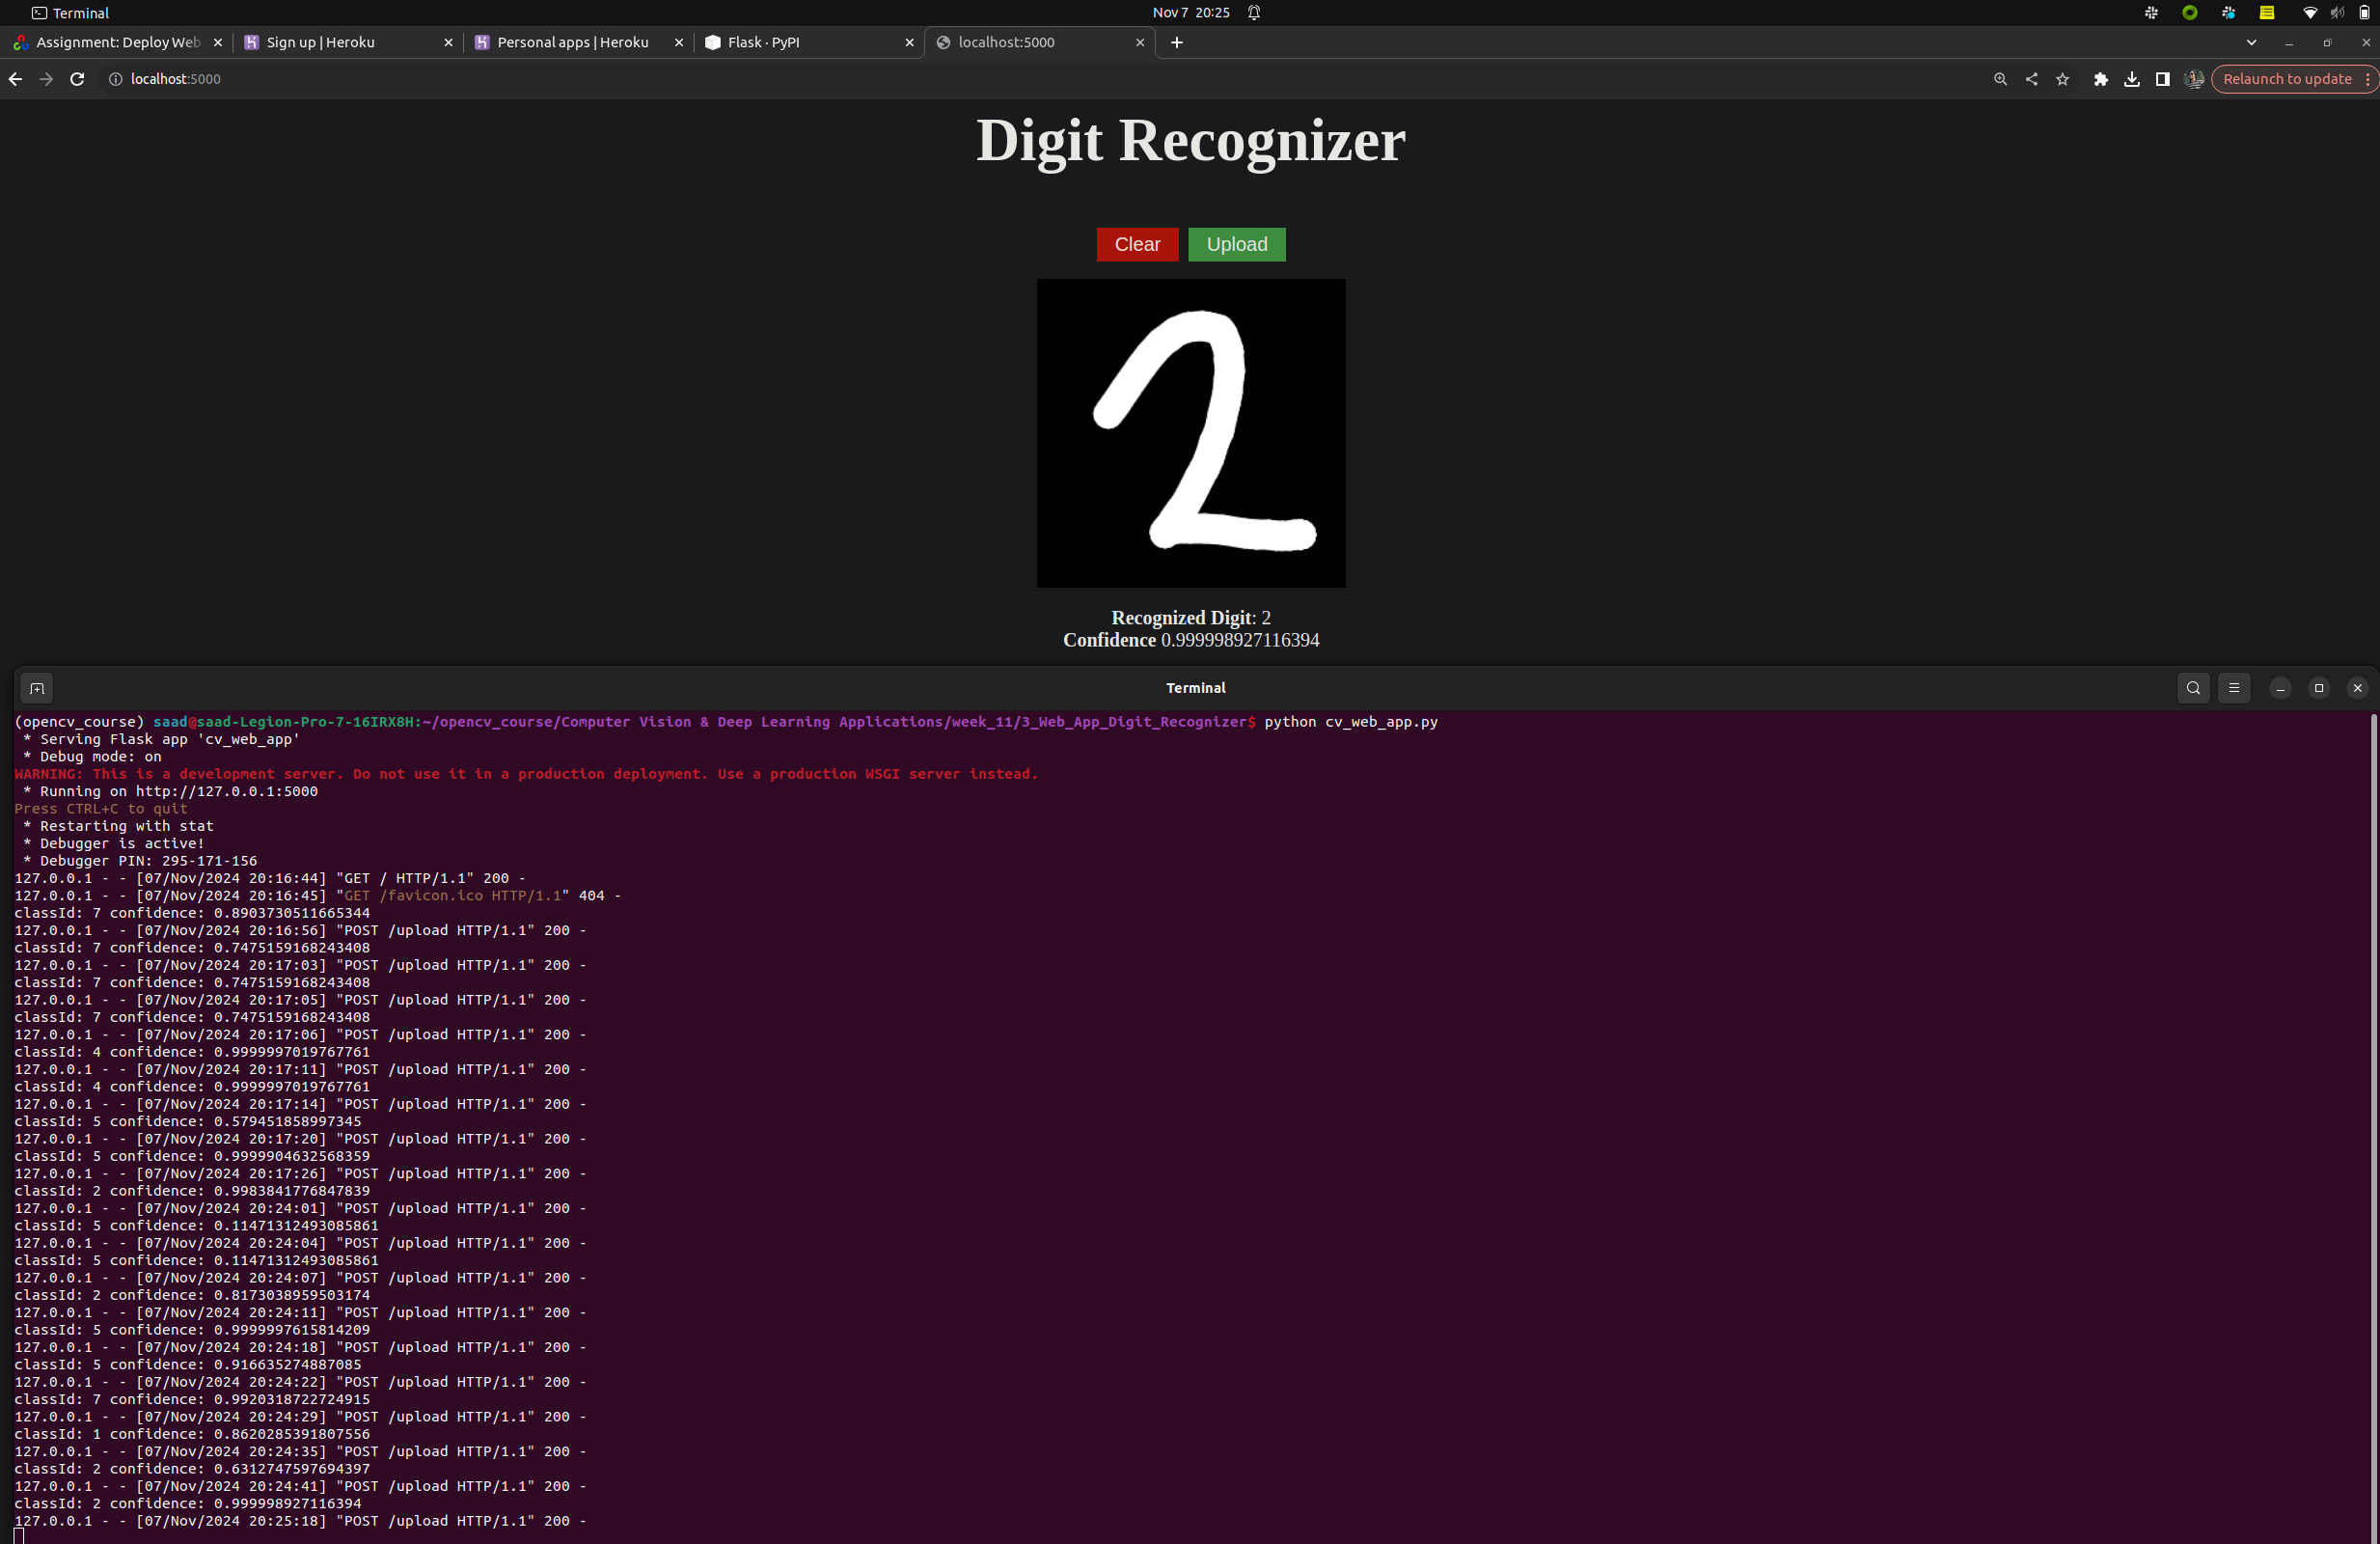 Terminal
Nov 7 20:25
Assignment: Deploy Web
Sign up | Heroku
Personal apps | Heroku
Flask · PyPI
localhost:5000
localhost:5000
Relaunch to update
Digit Recognizer
Clear Upload
2
Recognized Digit: 2
Confidence 0.999998927116394
Terminal
(opencv_course) saad@saad-Legion-Pro-7-16IRX8H:~/opencv_course/Computer Vision & Deep Learning Applications/week_11/3_Web_App_Digit_Recognizer$ python cv_web_app.py
 * Serving Flask app 'cv_web_app'
 * Debug mode: on
WARNING: This is a development server. Do not use it in a production deployment. Use a production WSGI server instead.
 * Running on http://127.0.0.1:5000
Press CTRL+C to quit
 * Restarting with stat
 * Debugger is active!
 * Debugger PIN: 295-171-156
127.0.0.1 - - [07/Nov/2024 20:16:44] "GET / HTTP/1.1" 200 -
127.0.0.1 - - [07/Nov/2024 20:16:45] "GET /favicon.ico HTTP/1.1" 404 -
classId: 7 confidence: 0.8903730511665344
127.0.0.1 - - [07/Nov/2024 20:16:56] "POST /upload HTTP/1.1" 200 -
classId: 7 confidence: 0.7475159168243408
127.0.0.1 - - [07/Nov/2024 20:17:03] "POST /upload HTTP/1.1" 200 -
classId: 7 confidence: 0.7475159168243408
127.0.0.1 - - [07/Nov/2024 20:17:05] "POST /upload HTTP/1.1" 200 -
classId: 7 confidence: 0.7475159168243408
127.0.0.1 - - [07/Nov/2024 20:17:06] "POST /upload HTTP/1.1" 200 -
classId: 4 confidence: 0.9999997019767761
127.0.0.1 - - [07/Nov/2024 20:17:11] "POST /upload HTTP/1.1" 200 -
classId: 4 confidence: 0.9999997019767761
127.0.0.1 - - [07/Nov/2024 20:17:14] "POST /upload HTTP/1.1" 200 -
classId: 5 confidence: 0.579451858997345
127.0.0.1 - - [07/Nov/2024 20:17:20] "POST /upload HTTP/1.1" 200 -
classId: 5 confidence: 0.9999904632568359
127.0.0.1 - - [07/Nov/2024 20:17:26] "POST /upload HTTP/1.1" 200 -
classId: 2 confidence: 0.9983841776847839
127.0.0.1 - - [07/Nov/2024 20:24:01] "POST /upload HTTP/1.1" 200 -
classId: 5 confidence: 0.11471312493085861
127.0.0.1 - - [07/Nov/2024 20:24:04] "POST /upload HTTP/1.1" 200 -
classId: 5 confidence: 0.11471312493085861
127.0.0.1 - - [07/Nov/2024 20:24:07] "POST /upload HTTP/1.1" 200 -
classId: 2 confidence: 0.8173038959503174
127.0.0.1 - - [07/Nov/2024 20:24:11] "POST /upload HTTP/1.1" 200 -
classId: 5 confidence: 0.9999997615814209
127.0.0.1 - - [07/Nov/2024 20:24:18] "POST /upload HTTP/1.1" 200 -
classId: 5 confidence: 0.916635274887085
127.0.0.1 - - [07/Nov/2024 20:24:22] "POST /upload HTTP/1.1" 200 -
classId: 7 confidence: 0.9920318722724915
127.0.0.1 - - [07/Nov/2024 20:24:29] "POST /upload HTTP/1.1" 200 -
classId: 1 confidence: 0.8620285391807556
127.0.0.1 - - [07/Nov/2024 20:24:35] "POST /upload HTTP/1.1" 200 -
classId: 2 confidence: 0.6312747597694397
127.0.0.1 - - [07/Nov/2024 20:24:41] "POST /upload HTTP/1.1" 200 -
classId: 2 confidence: 0.999998927116394
127.0.0.1 - - [07/Nov/2024 20:25:18] "POST /upload HTTP/1.1" 200 -